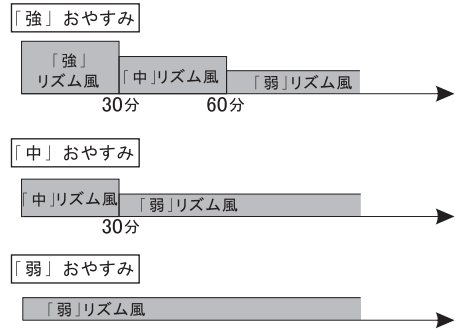 「強」おやすみ
「強」
リズム風
「中」リズム風
「弱」リズム風
30分
60分
「中」おやすみ
「中」リズム風
「弱」リズム風
30分
「弱」おやすみ
「弱」リズム風